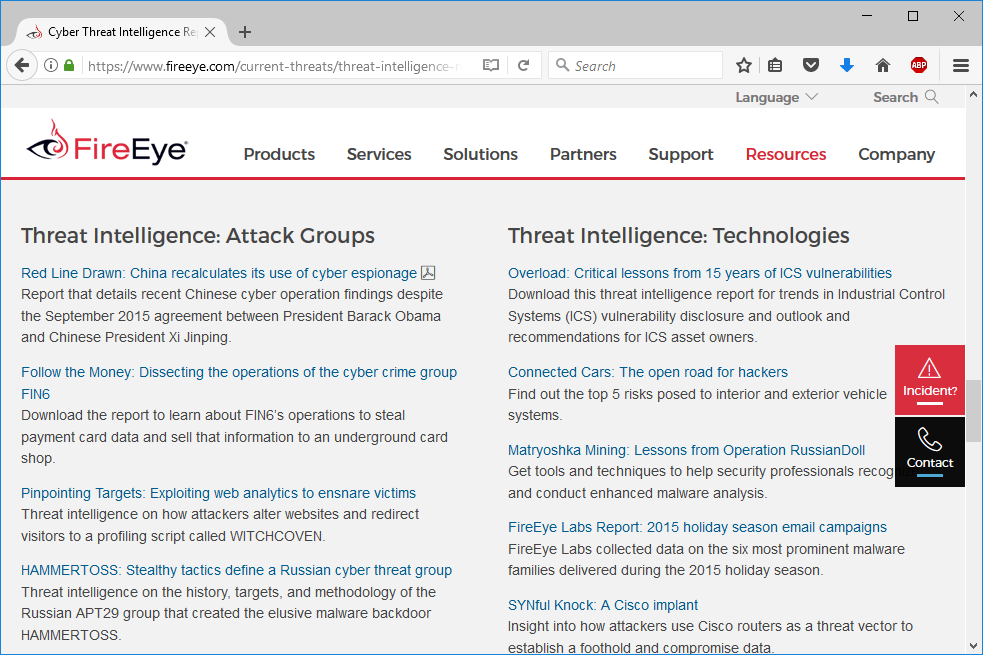 Cyber Threat Intelligence Re
https://www.fireeye.com/current-threats/threat-intelligence-
Search
ABP
Language
Search
FireEye
Products
Services
Solutions
Partners
Support
Resources
Company
Threat Intelligence: Attack Groups
Red Line Drawn: China recalculates its use of cyber espionage
Report that details recent Chinese cyber operation findings despite
the September 2015 agreement between President Barack Obama
and Chinese President Xi Jinping.
Follow the Money: Dissecting the operations of the cyber crime group
FIN6
Download the report to learn about FIN6's operations to steal
payment card data and sell that information to an underground card
shop.
Pinpointing Targets: Exploiting web analytics to ensnare victims
Threat intelligence on how attackers alter websites and redirect
visitors to a profiling script called WITCHCOVEN.
HAMMERTOSS: Stealthy tactics define a Russian cyber threat group
Threat intelligence on the history, targets, and methodology of the
Russian APT29 group that created the elusive malware backdoor
HAMMERTOSS.
Threat Intelligence: Technologies
Overload: Critical lessons from 15 years of ICS vulnerabilities
Download this threat intelligence report for trends in Industrial Control
Systems (ICS) vulnerability disclosure and outlook and
recommendations for ICS asset owners.
Connected Cars: The open road for hackers
Find out the top 5 risks posed to interior and exterior vehicle
systems.
Matryoshka Mining: Lessons from Operation RussianDoll
Get tools and techniques to help security professionals
and conduct enhanced malware analysis.
FireEye Labs Report: 2015 holiday season email campaigns
FireEye Labs collected data on the six most prominent malware
families delivered during the 2015 holiday season.
SYNful Knock: A Cisco implant
Insight into how attackers use Cisco routers as a threat vector to
establish a foothold and compromise data.
Incident?
Contact